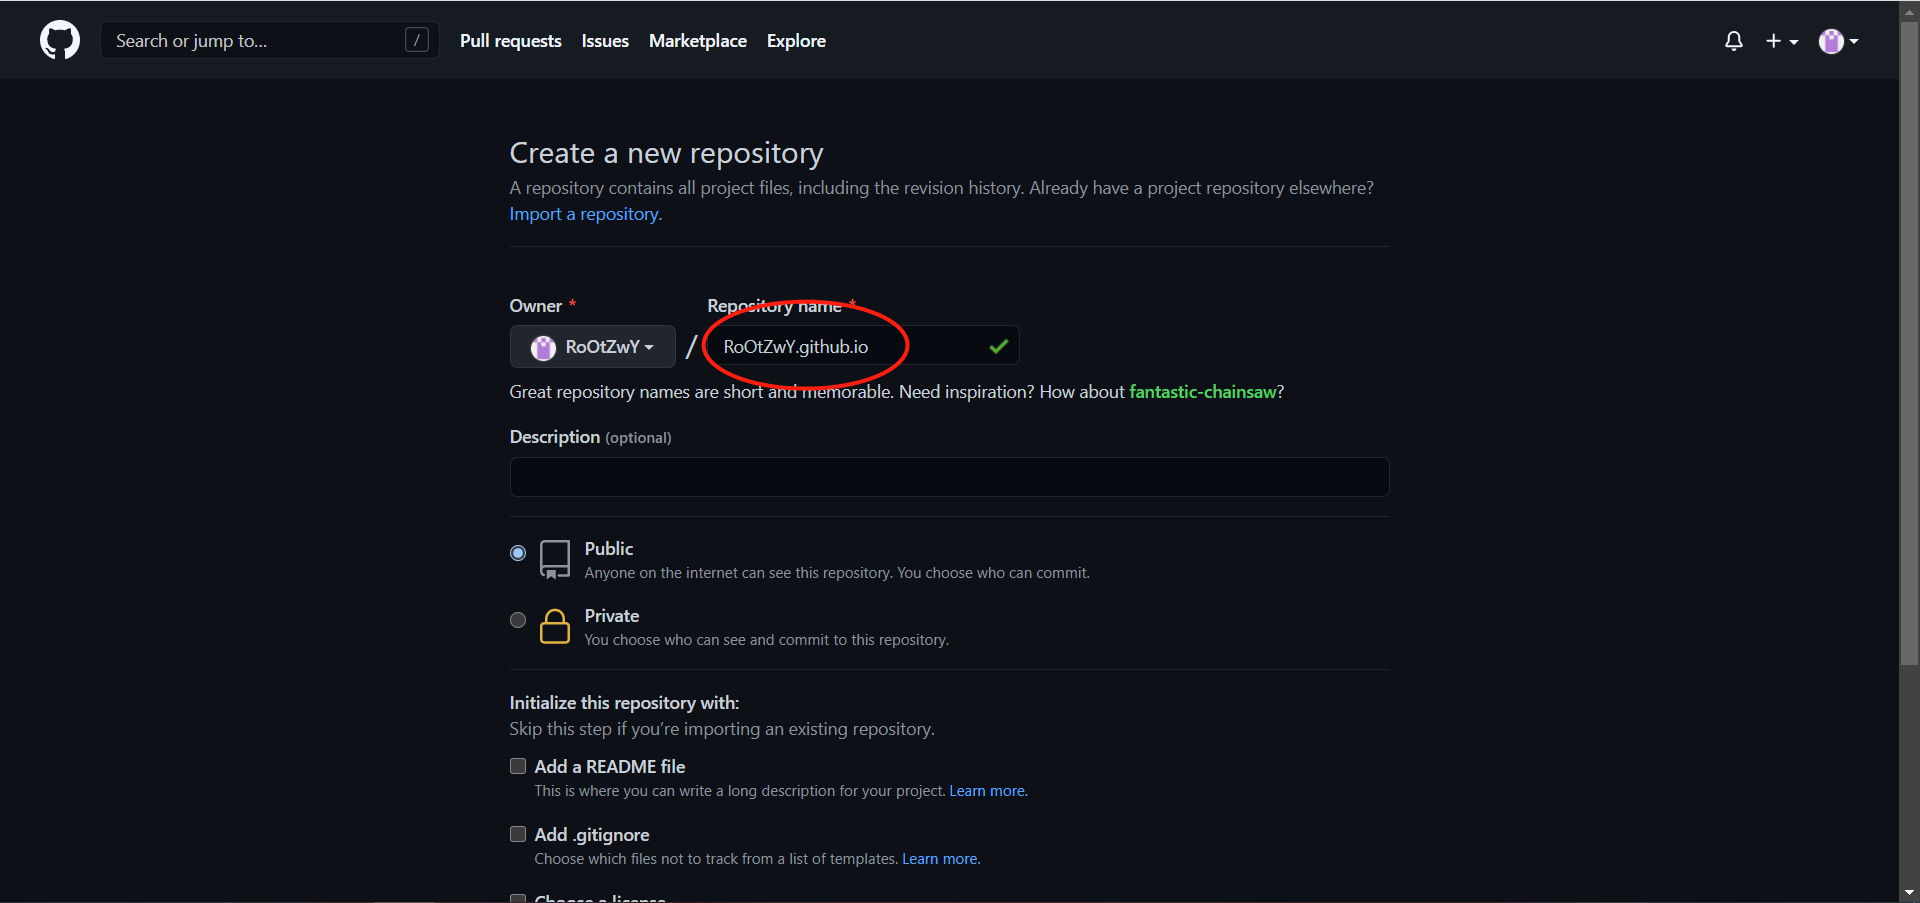 Search or jump to... /
Pull requests Issues Marketplace Explore
Create a new repository
A repository contains all project files, including the revision history. Already have a project repository elsewhere?
Import a repository.
Owner * Repository name *
RoOtZwY / RoOtZwY.github.io
Great repository names are short and memorable. Need inspiration? How about fantastic-chainsaw?
Description (optional)
Public
Anyone on the internet can see this repository. You choose who can commit.
Private
You choose who can see and commit to this repository.
Initialize this repository with:
Skip this step if you’re importing an existing repository.
Add a README file
This is where you can write a long description for your project. Learn more.
Add .gitignore
Choose which files not to track from a list of templates. Learn more.
Choose a license